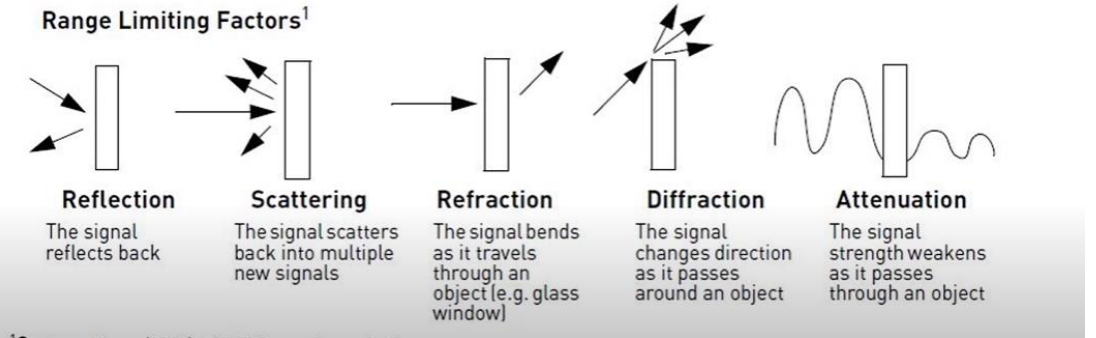 Range Limiting Factors¹
Reflection
The signal
reflects back
Scattering
The signal scatters
back into multiple
new signals
Refraction
The signal bends
as it travels
through an
object (e.g. glass
window)
Diffraction
The signal
changes direction
as it passes
around an object
Attenuation
The signal
strength weakens
as it passes
through an object